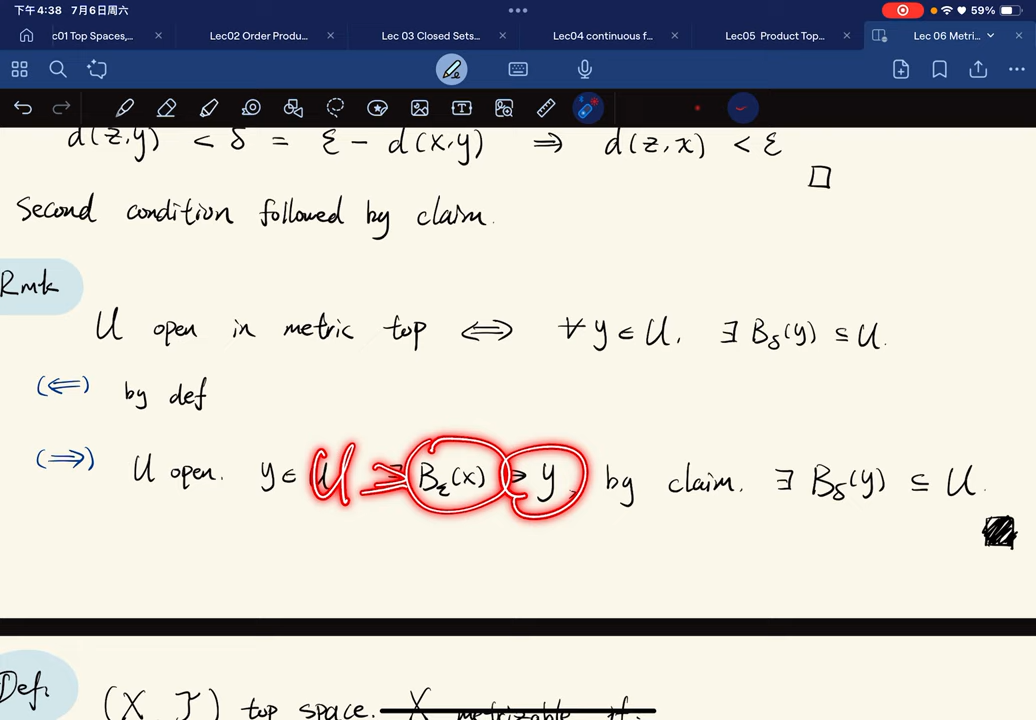 下午4:38 7月6日周六 59%
c01 Top Spaces,... Lec02 Order Produ... Lec 03 Closed Sets... Lec04 continuous f... Lec05 Product Top... Lec 06 Metri...
d(z,y) < δ = ε - d(x,y) ⇒ d(z,x) < ε
□
Second condition followed by claim.
Rmk
U open in metric top ⇔ ∀ y ∈ U, ∃ B_δ(y) ⊆ U.
(⇐) by def
(⇒) U open. y ∈ U ⊇ B_ε(x) ∋ y, by claim. ∃ B_δ(y) ⊆ U.
Def:
(X, T) top space. X metrizable if